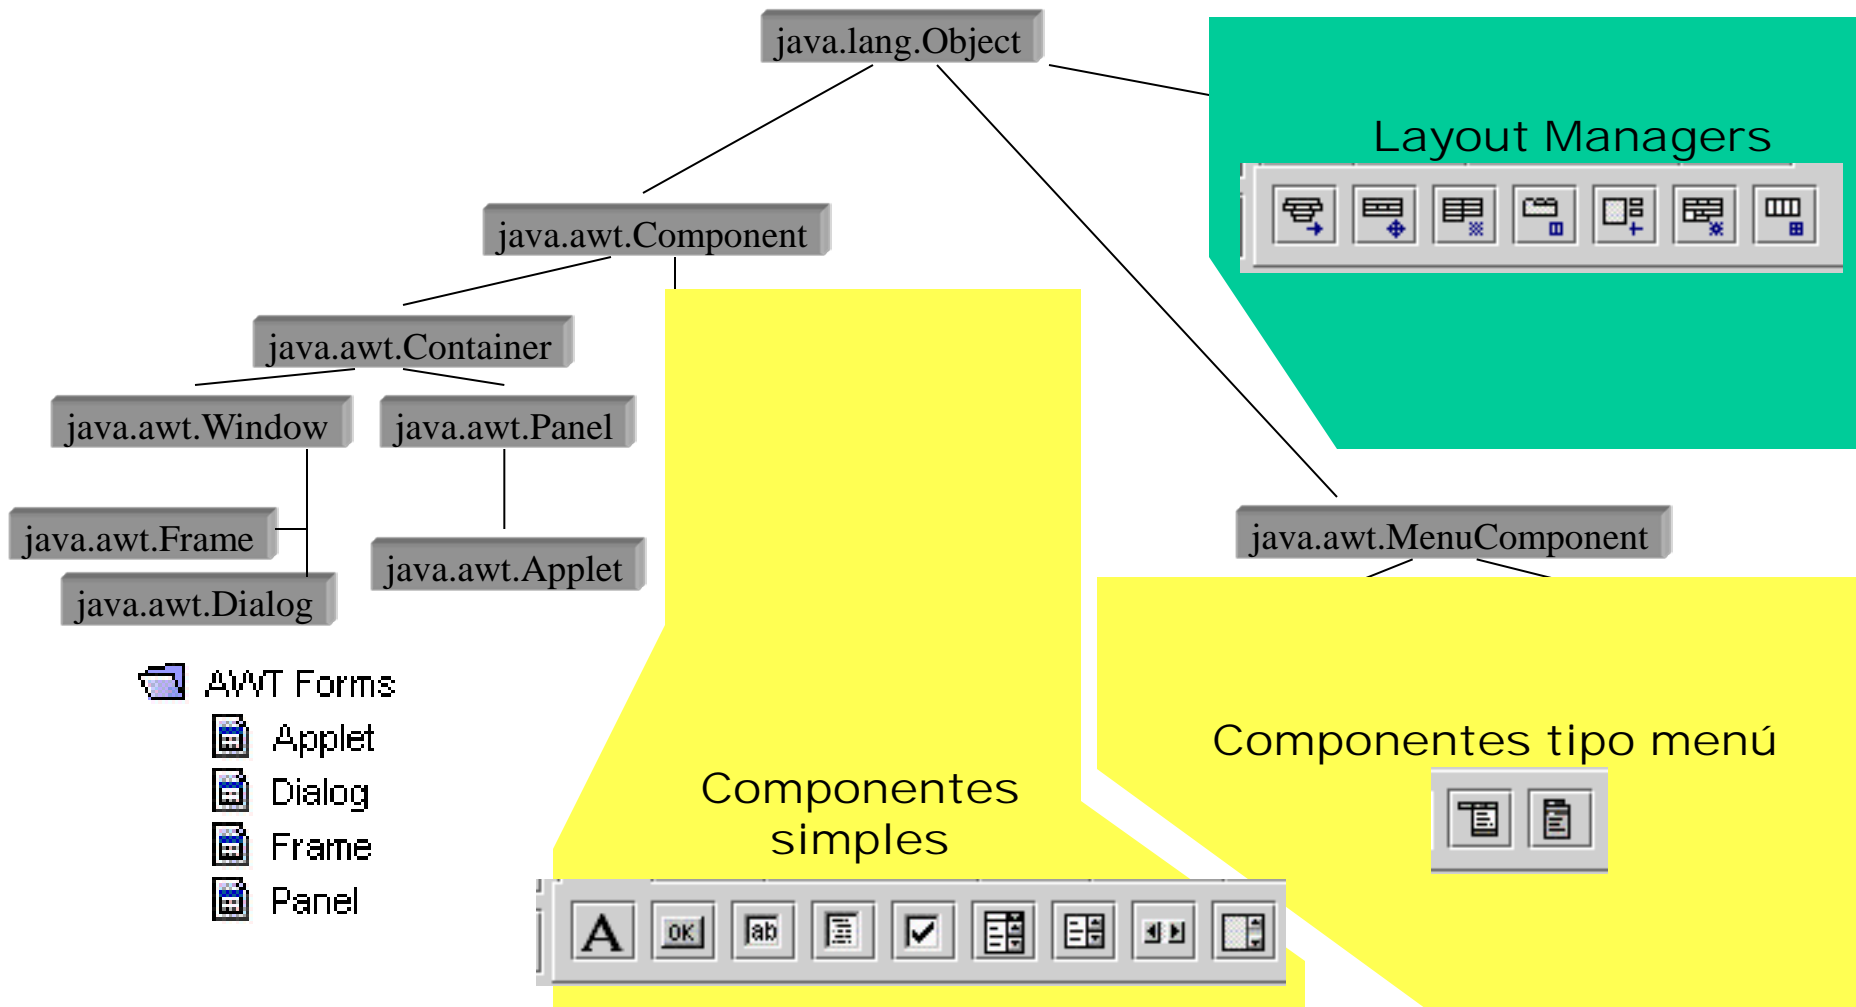 java.lang.Object
Layout Managers
java.awt.Component
java.awt.Container
java.awt.Window
java.awt.Panel
java.awt.Frame
java.awt.Applet
java.awt.MenuComponent
java.awt.Dialog
AWT Forms
Applet
Dialog
Frame
Panel
Componentes
simples
Componentes tipo menú
A
OK
ab